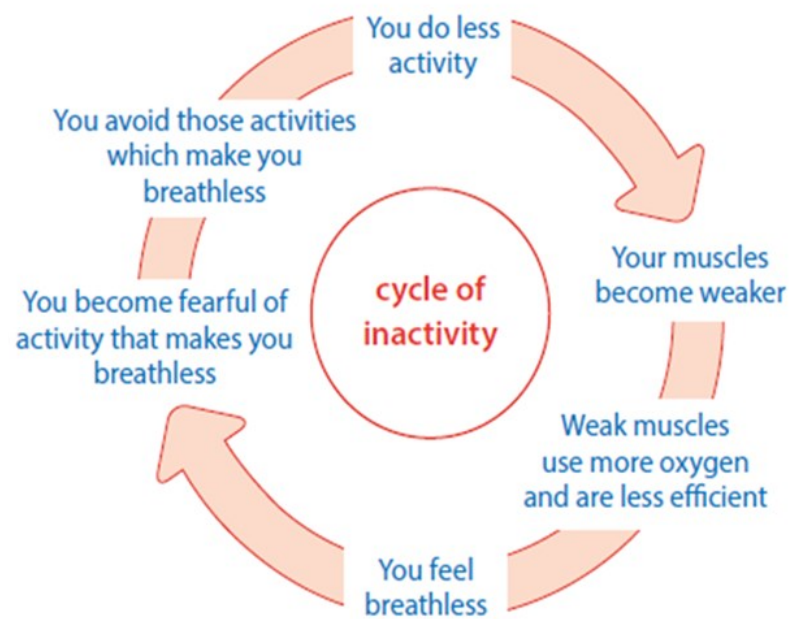 You do less
activity
Your muscles
become weaker
Weak muscles
use more oxygen
and are less efficient
You feel
breathless
You become fearful of
activity that makes you
breathless
You avoid those activities
which make you
breathless
cycle of
inactivity